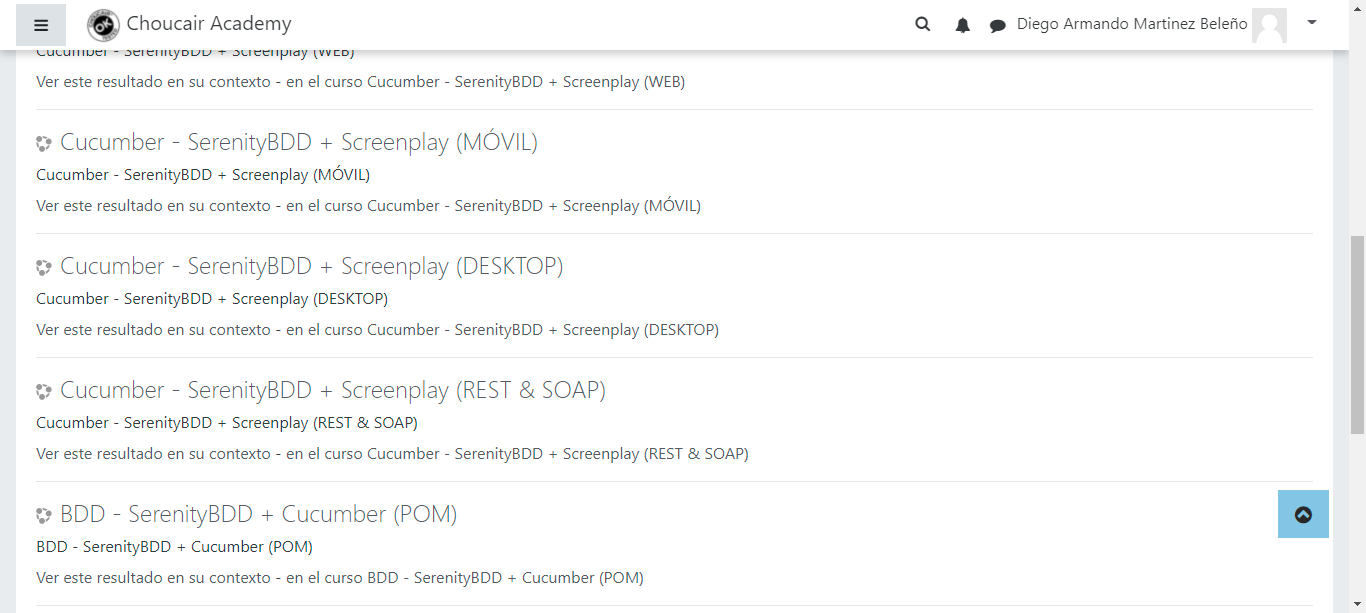 Choucair Academy
Diego Armando Martinez Beleño
Cucumber - SerenityBDD + Screenplay (WEB)
Ver este resultado en su contexto - en el curso Cucumber - SerenityBDD + Screenplay (WEB)
Cucumber - SerenityBDD + Screenplay (MÓVIL)
Cucumber - SerenityBDD + Screenplay (MÓVIL)
Ver este resultado en su contexto - en el curso Cucumber - SerenityBDD + Screenplay (MÓVIL)
Cucumber - SerenityBDD + Screenplay (DESKTOP)
Cucumber - SerenityBDD + Screenplay (DESKTOP)
Ver este resultado en su contexto - en el curso Cucumber - SerenityBDD + Screenplay (DESKTOP)
Cucumber - SerenityBDD + Screenplay (REST & SOAP)
Cucumber - SerenityBDD + Screenplay (REST & SOAP)
Ver este resultado en su contexto - en el curso Cucumber - SerenityBDD + Screenplay (REST & SOAP)
BDD - SerenityBDD + Cucumber (POM)
BDD - SerenityBDD + Cucumber (POM)
Ver este resultado en su contexto - en el curso BDD - SerenityBDD + Cucumber (POM)